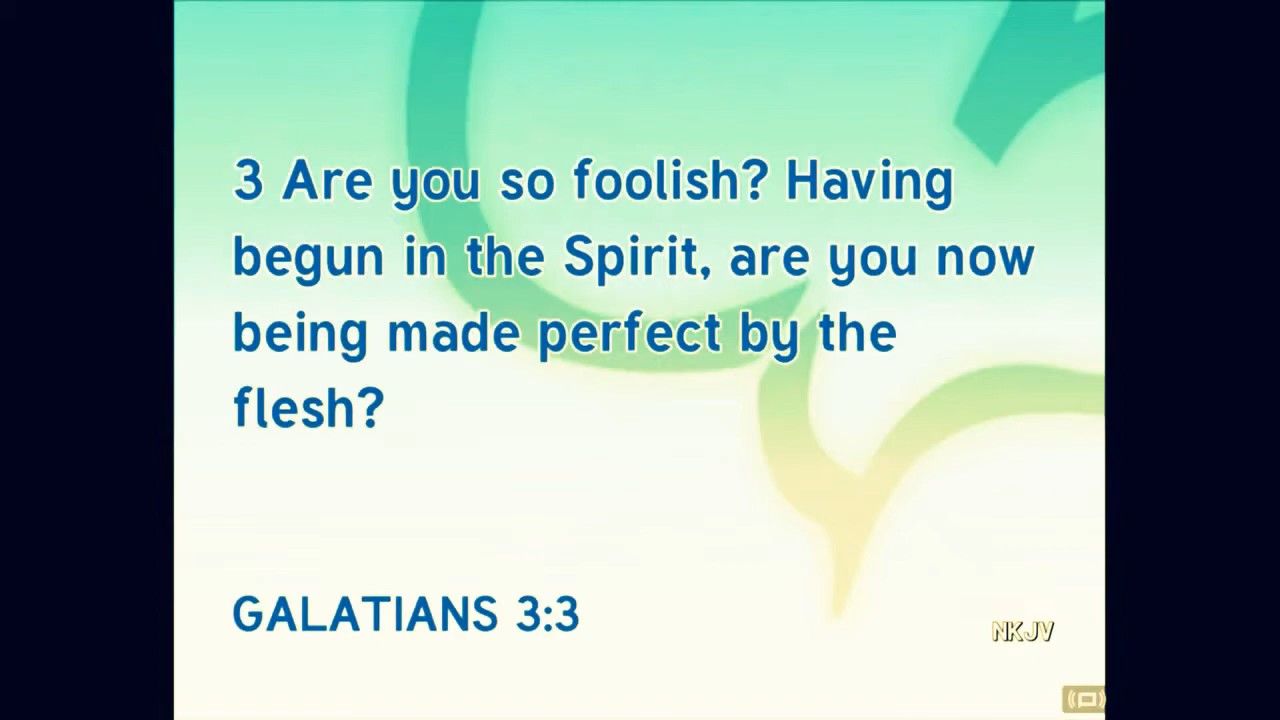 3 Are you so foolish? Having
begun in the Spirit, are you now
being made perfect by the
flesh?
GALATIANS 3:3
NKJV